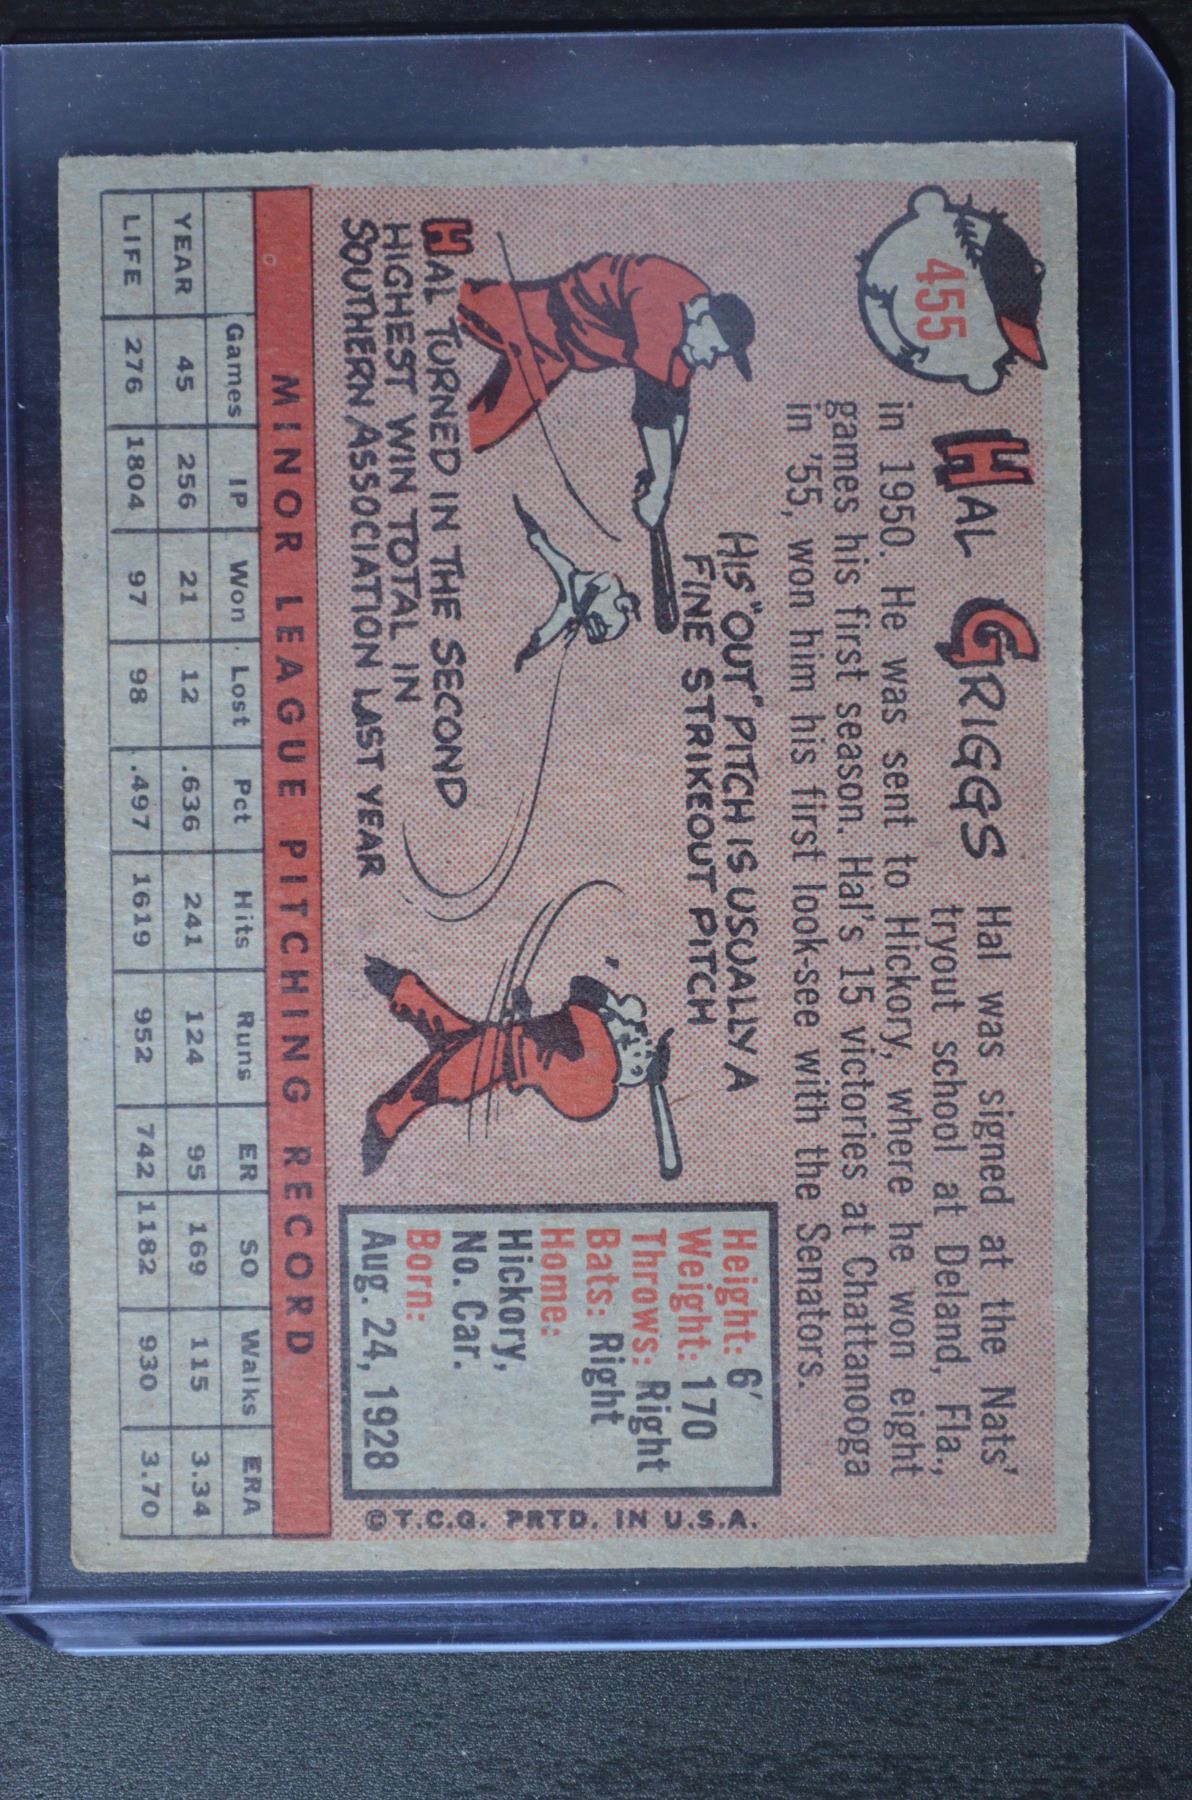 455
HAL GRIGGS
Hal was signed at the Nats'
tryout school at Deland, Fla.,
in 1950. He was sent to Hickory, where he won eight
games his first season. Hal's 15 victories at Chattanooga
in '55, won him his first look-see with the Senators.
HIS "OUT" PITCH IS USUALLY A
FINE STRIKEOUT PITCH
HAL TURNED IN THE SECOND
HIGHEST WIN TOTAL IN
SOUTHERN ASSOCIATION LAST YEAR
Height: 6'
Weight: 170
Throws: Right
Bats: Right
Home:
Hickory,
No. Car.
Born:
Aug. 24, 1928
© T.C.G. PRTD. IN U.S.A.
MINOR LEAGUE PITCHING RECORD
Games IP Won Lost Pct Hits Runs ER SO Walks ERA
YEAR 45 256 21 12 .636 241 124 95 169 115 3.34
LIFE 276 1804 97 98 .497 1619 952 742 1182 930 3.70